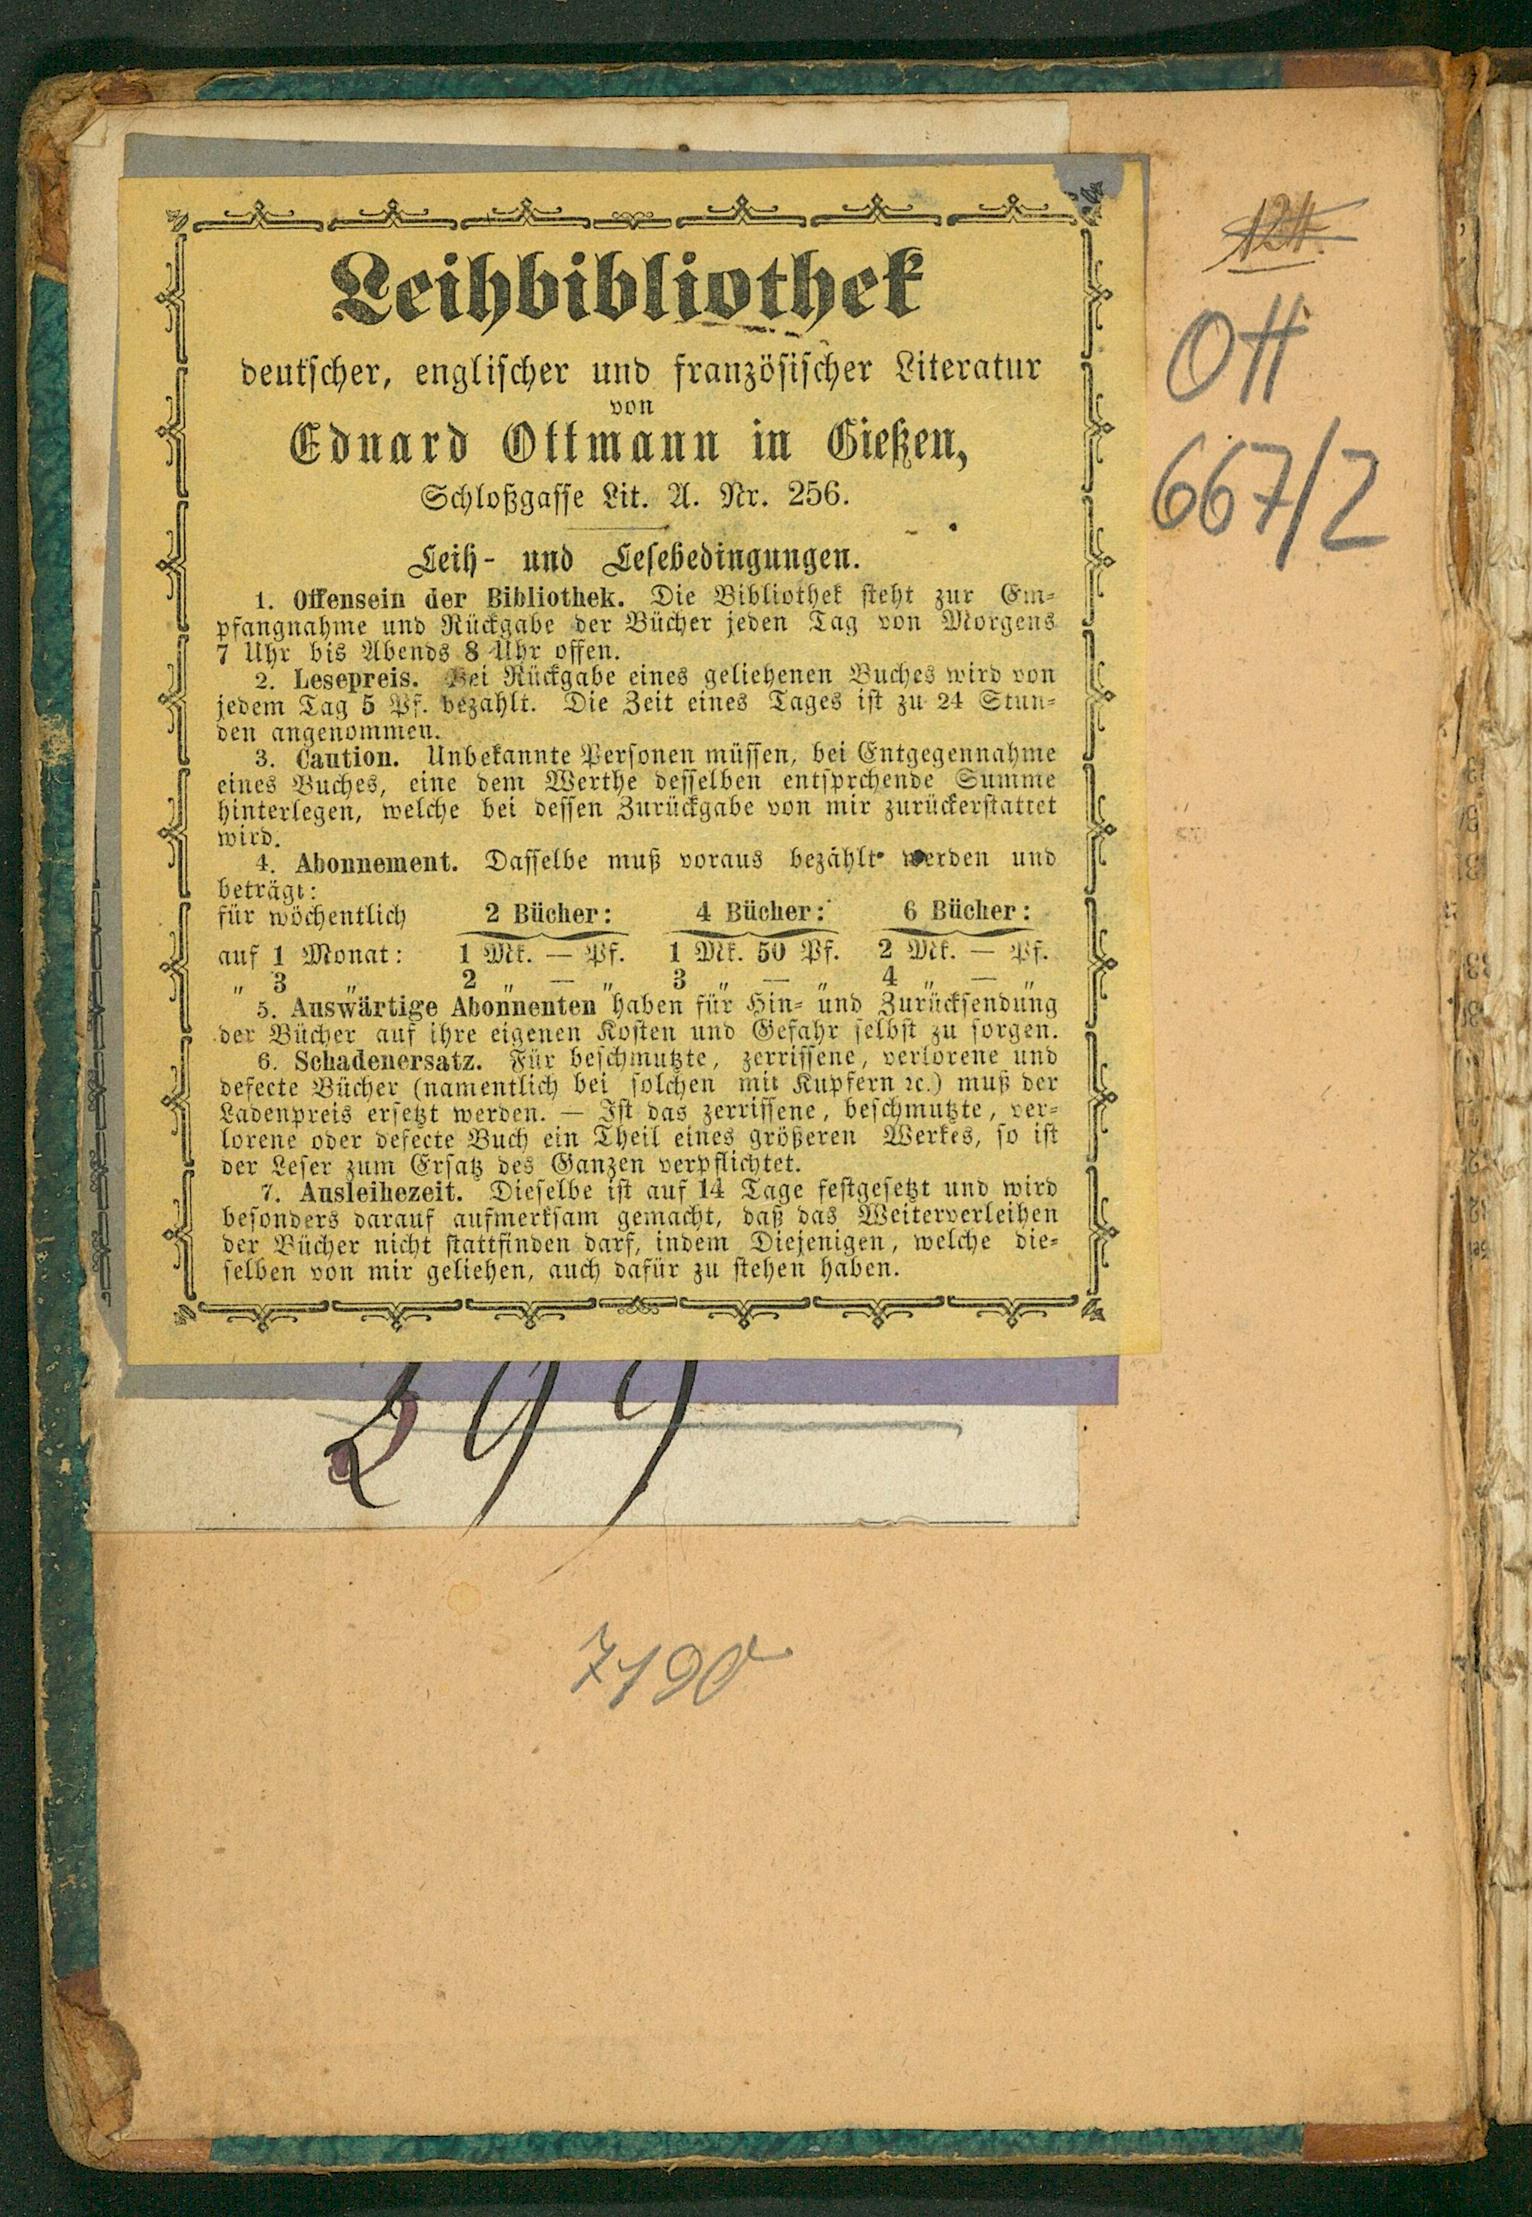 Leihbibliothek
deutscher, englischer und französischer Literatur
von
Eduard Ottmann in Gießen,
Schloßgasse Lit. A. Nr. 256.
Leih- und Lesebedingungen.
1. Offensein der Bibliothek. Die Bibliothek steht zur Em-
pfangnahme und Rückgabe der Bücher jeden Tag von Morgens
7 Uhr bis Abends 8 Uhr offen.
2. Lesepreis. Bei Rückgabe eines geliehenen Buches wird von
jedem Tag 5 Pf. bezahlt. Die Zeit eines Tages ist zu 24 Stun-
den angenommen.
3. Caution. Unbekannte Personen müssen, bei Entgegennahme
eines Buches, eine dem Werthe desselben entsprchende Summe
hinterlegen, welche bei dessen Zurückgabe von mir zurückerstattet
wird.
4. Abonnement. Dasselbe muß voraus bezahlt werden und
beträgt:
für wöchentlich 2 Bücher: 4 Bücher: 6 Bücher:
auf 1 Monat: 1 Mk. — Pf. 1 Mk. 50 Pf. 2 Mk. — Pf.
„ 3 „ 2 „ — „ 3 „ — „ 4 „ — „
5. Auswärtige Abonnenten haben für Hin- und Zurücksendung
der Bücher auf ihre eigenen Kosten und Gefahr selbst zu sorgen.
6. Schadenersatz. Für beschmutzte, zerrissene, verlorene und
defecte Bücher (namentlich bei solchen mit Kupfern ꝛc.) muß der
Ladenpreis ersetzt werden. — Ist das zerrissene, beschmutzte, ver-
lorene oder defecte Buch ein Theil eines größeren Werkes, so ist
der Leser zum Ersatz des Ganzen verpflichtet.
7. Ausleihezeit. Dieselbe ist auf 14 Tage festgesetzt und wird
besonders darauf aufmerksam gemacht, daß das Weiterverleihen
der Bücher nicht stattfinden darf, indem Diejenigen, welche die-
selben von mir geliehen, auch dafür zu stehen haben.
Ott
667/2
7190